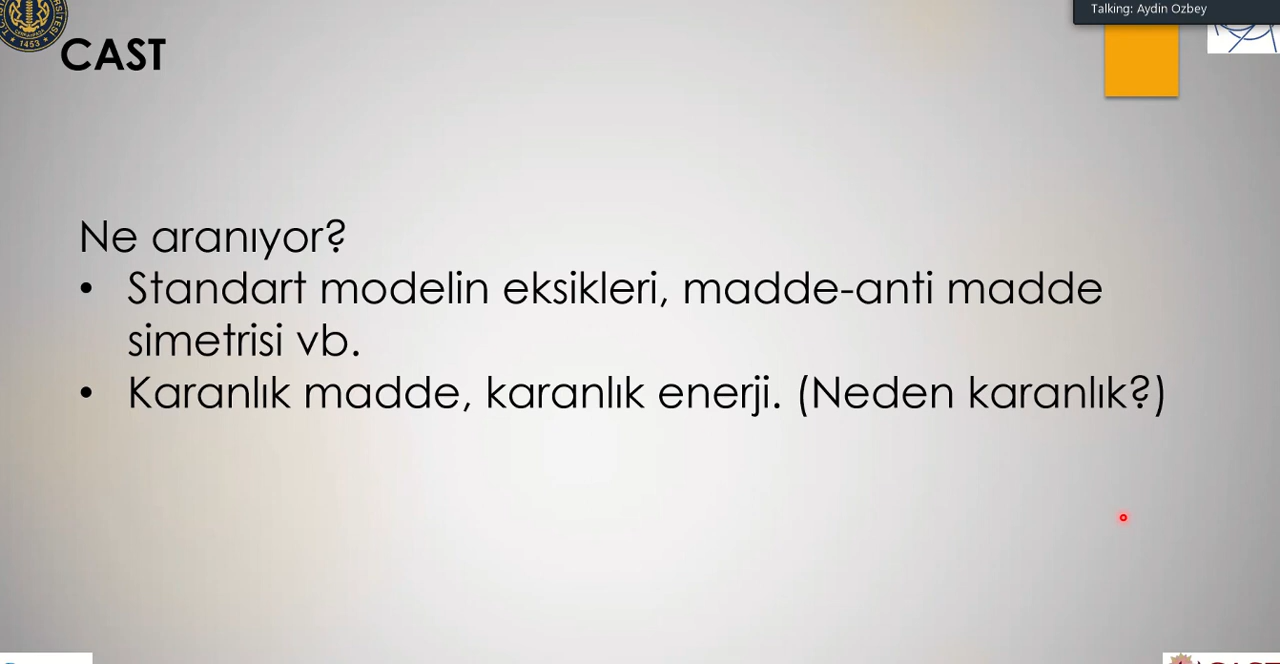 Talking: Aydin Ozbey
1453
CAST
Ne aranıyor?
• Standart modelin eksikleri, madde-anti madde
simetrisi vb.
• Karanlık madde, karanlık enerji. (Neden karanlık?)